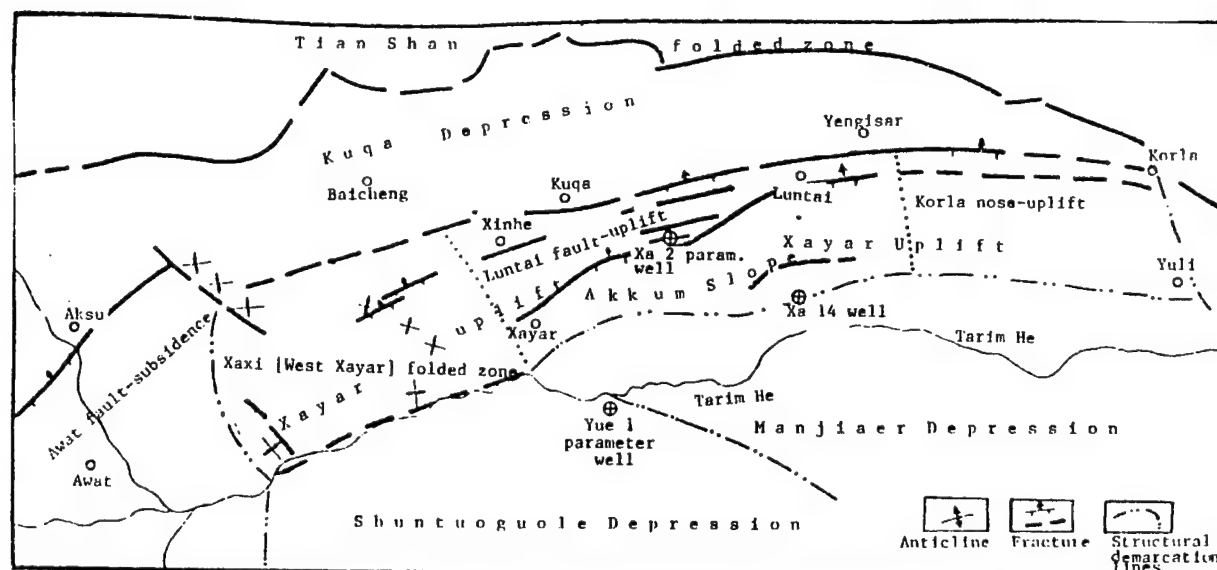 Tian Shan folded zone
Kuqa Depression
Yengisar
Korla
Baicheng
Kuqa
Luntai
Korla nose-uplift
Xinhe
Luntai fault-uplift
Xayar Uplift
Xa 2 param.
well
Akkum Slope
Yuli
Aksu
Xa 14 well
Xayar
Tarim He
Xaxi [West Xayar] folded zone
Xayar Uplift
Awat fault-subsidence
Tarim He
Yue 1
parameter
well
Manjiaer Depression
Awat
Shuntuoguole Depression
Anticline
Fracture
Structural
demarcation
lines